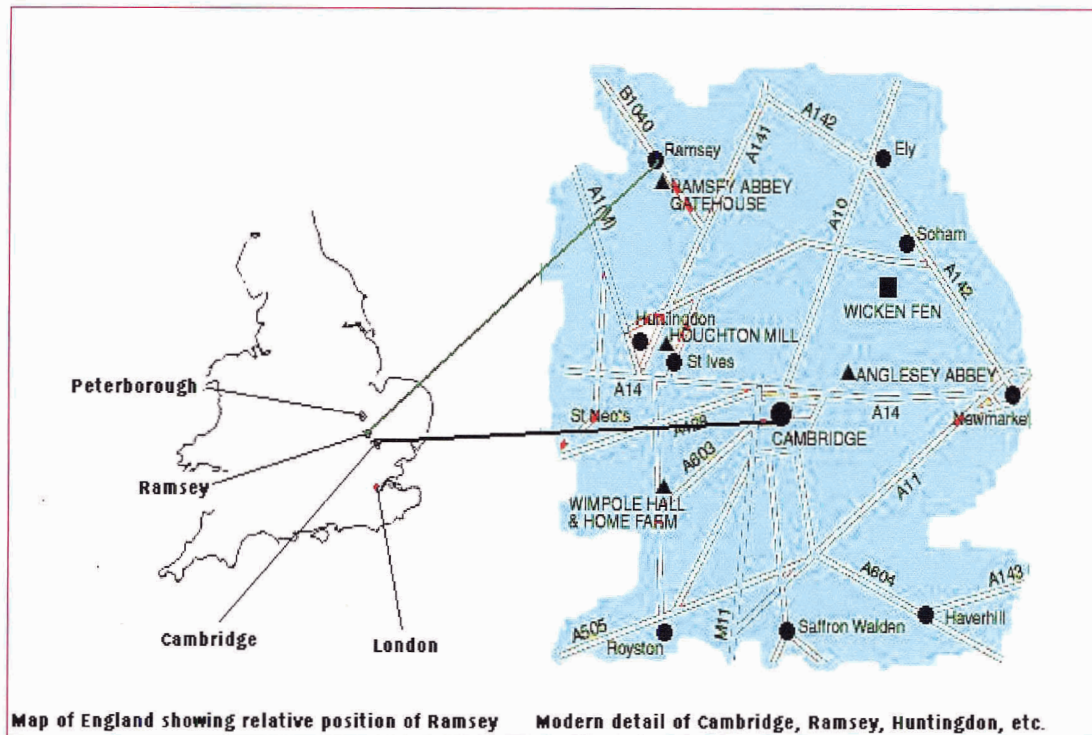 Peterborough
Ramsey
Cambridge
London
Map of England showing relative position of Ramsey
B1040
A142
Ramsey
A141
Ely
RAMSEY ABBEY
GATEHOUSE
A1(M)
A10
Soham
A142
WICKEN FEN
Huntingdon
HOUGHTON MILL
St Ives
ANGLESEY ABBEY
A14
A14
St Neots
Newmarket
CAMBRIDGE
A603
A11
WIMPOLE HALL
& HOME FARM
A604
A143
Haverhill
A505
M11
Saffron Walden
Royston
Modern detail of Cambridge, Ramsey, Huntingdon, etc.